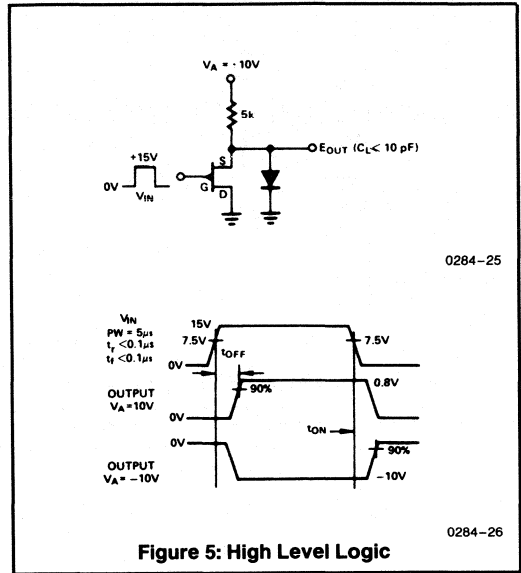 VA = -10V
5k
EOUT (CL< 10 pF)
+15V
0V
VIN
S
G
D
0284-25
VIN
PW = 5µs
tr <0.1µs
tf <0.1µs
15V
7.5V
7.5V
0V
tOFF
90%
0.8V
OUTPUT
VA=10V
0V
tON
0V
90%
OUTPUT
VA= -10V
-10V
0284-26
Figure 5: High Level Logic